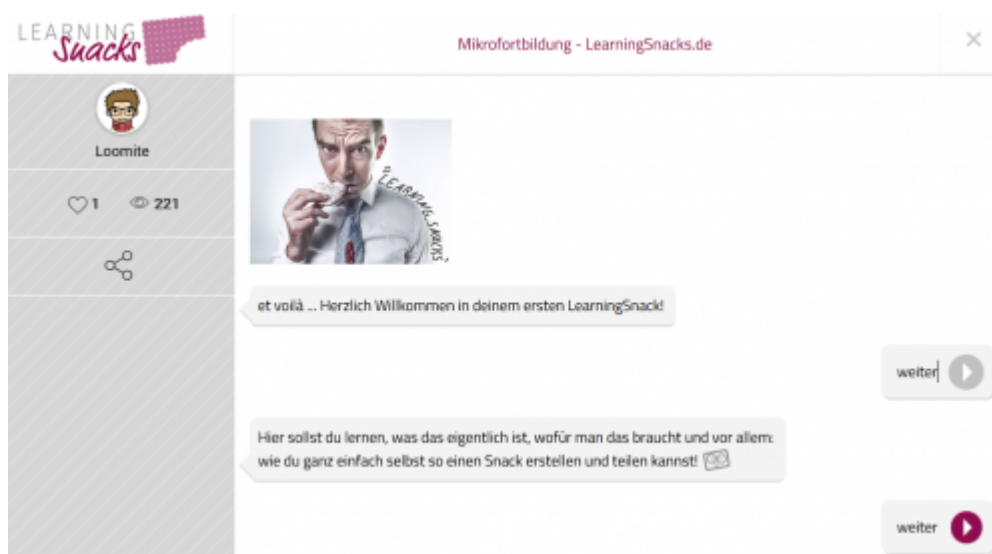 LEARNING
Snacks
Mikrofortbildung - LearningSnacks.de
Loomite
1
221
LEARNING SNACKS
et voilà ... Herzlich Willkommen in deinem ersten LearningSnack!
weiter
Hier sollst du lernen, was das eigentlich ist, wofür man das braucht und vor allem:
wie du ganz einfach selbst so einen Snack erstellen und teilen kannst!
weiter